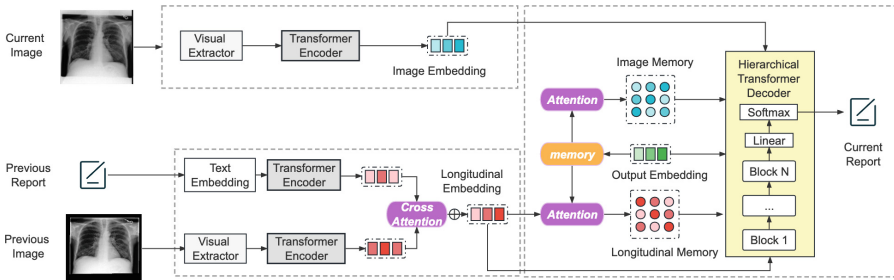 Current
Image
Visual
Extractor
Transformer
Encoder
Image Embedding
Previous
Report
Text
Embedding
Transformer
Encoder
Previous
Image
Visual
Extractor
Transformer
Encoder
Cross
Attention
Longitudinal
Embedding
Attention
memory
Attention
Image Memory
Output Embedding
Longitudinal Memory
Hierarchical
Transformer
Decoder
Softmax
Linear
Block N
...
Block 1
Current
Report